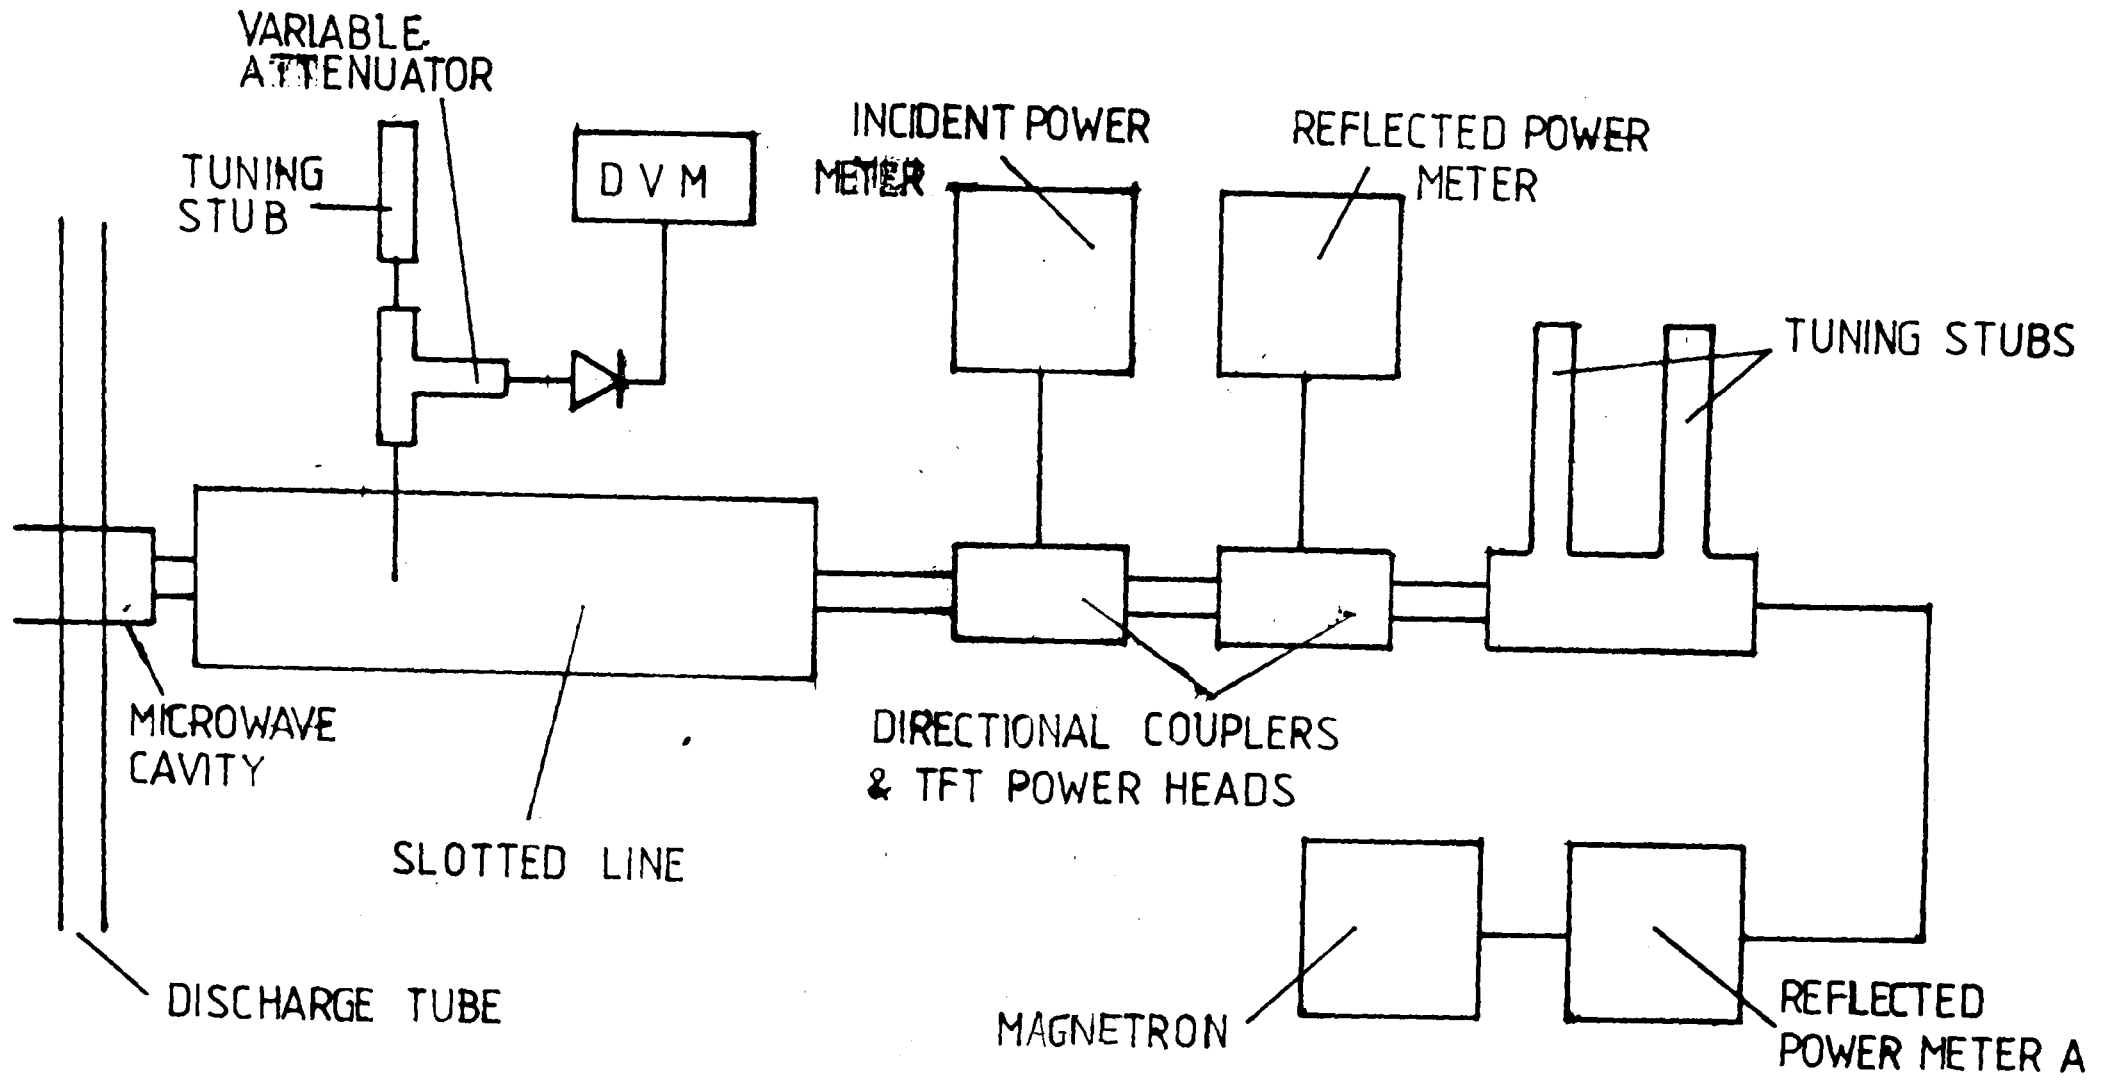 VARIABLE
ATTENUATOR
TUNING
STUB
DVM
INCIDENT POWER
METER
REFLECTED POWER
METER
TUNING STUBS
MICROWAVE
CAVITY
DIRECTIONAL COUPLERS
& TFT POWER HEADS
SLOTTED LINE
DISCHARGE TUBE
MAGNETRON
REFLECTED
POWER METER A